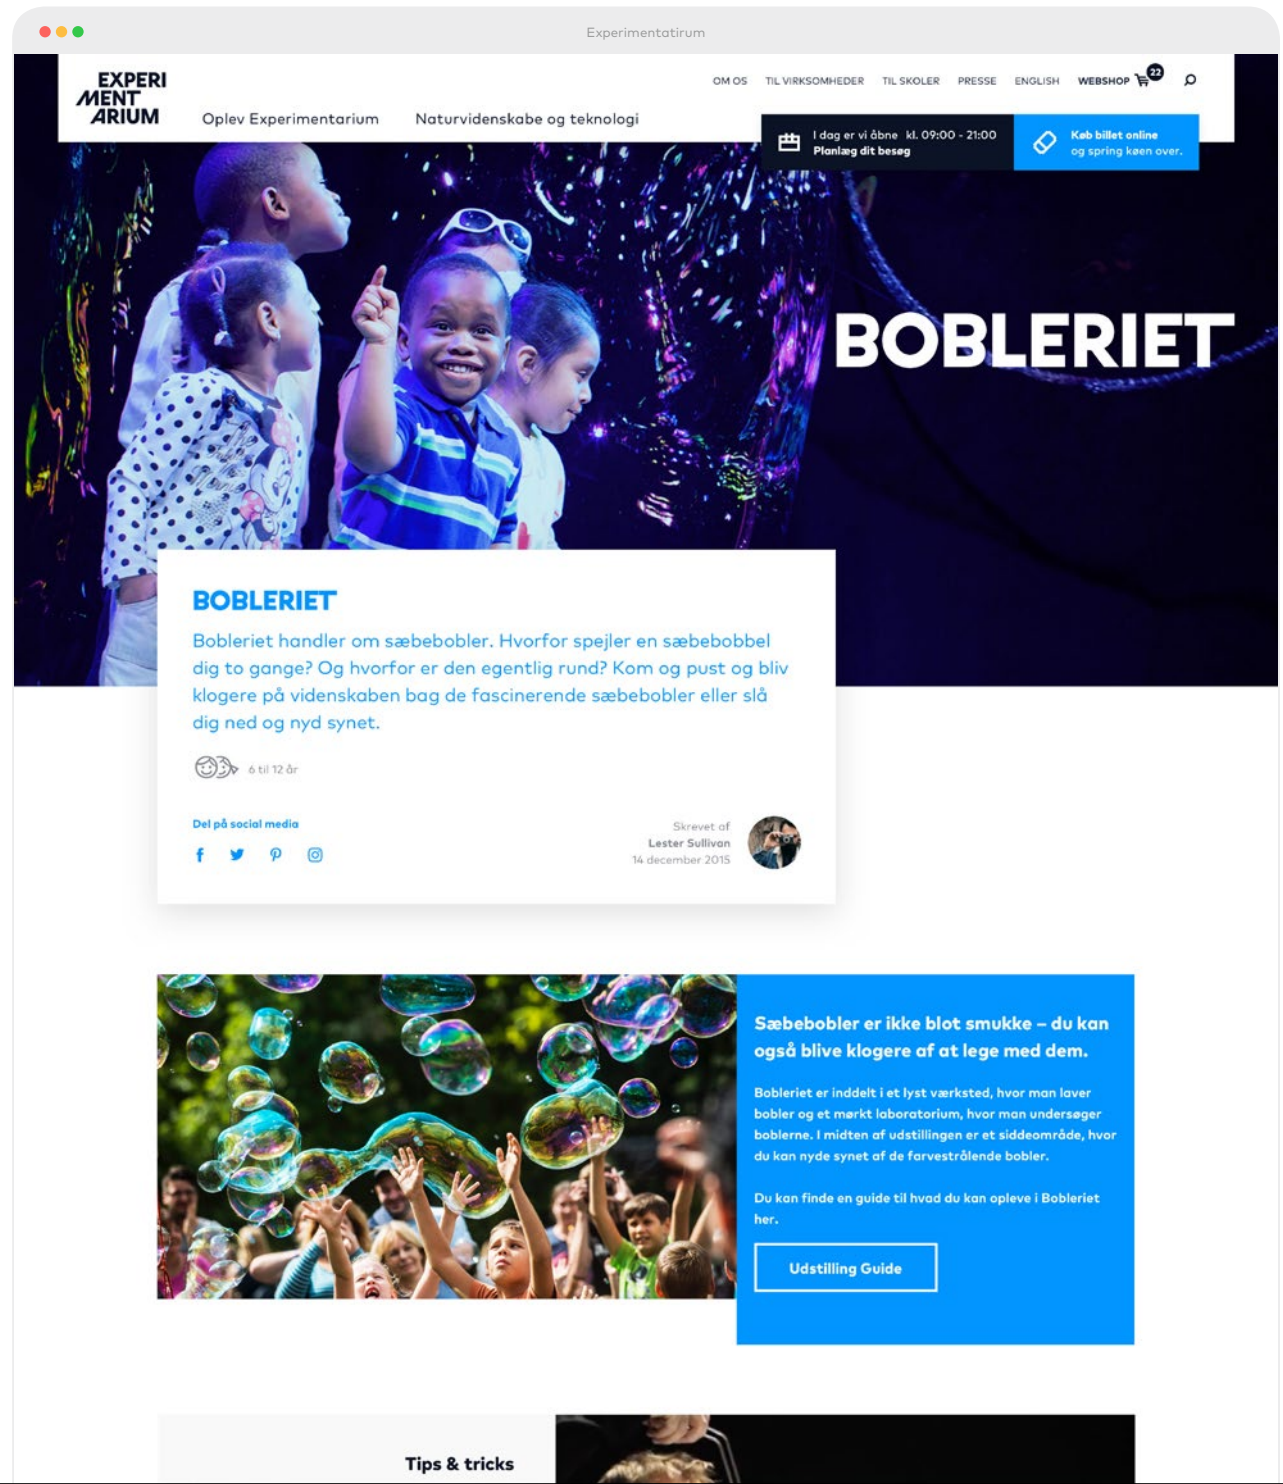 Experimentatirum
EXPERI
MENT
ARIUM
OM OS TIL VIRKSOMHEDER TIL SKOLER PRESSE ENGLISH WEBSHOP 22
Oplev Experimentarium Naturvidenskabe og teknologi
I dag er vi åbne kl. 09:00 - 21:00
Planlæg dit besøg
Køb billet online
og spring køen over.
BOBLERIET
BOBLERIET
Bobleriet handler om sæbebobler. Hvorfor spejler en sæbebobbel
dig to gange? Og hvorfor er den egentlig rund? Kom og pust og bliv
klogere på videnskaben bag de fascinerende sæbebobler eller slå
dig ned og nyd synet.
6 til 12 år
Del på social media
Skrevet af
Lester Sullivan
14 december 2015
Sæbebobler er ikke blot smukke – du kan
også blive klogere af at lege med dem.
Bobleriet er inddelt i et lyst værksted, hvor man laver
bobler og et mørkt laboratorium, hvor man undersøger
boblerne. I midten af udstillingen er et siddeområde, hvor
du kan nyde synet af de farvestrålende bobler.
Du kan finde en guide til hvad du kan opleve i Bobleriet
her.
Udstilling Guide
Tips & tricks